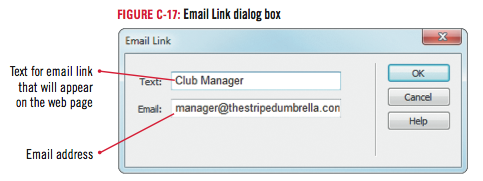 FIGURE C-17: Email Link dialog box
Email Link
Text for email link
that will appear
on the web page
Text: Club Manager
OK
Cancel
Email: manager@thestripedumbrella.con
Help
Email address